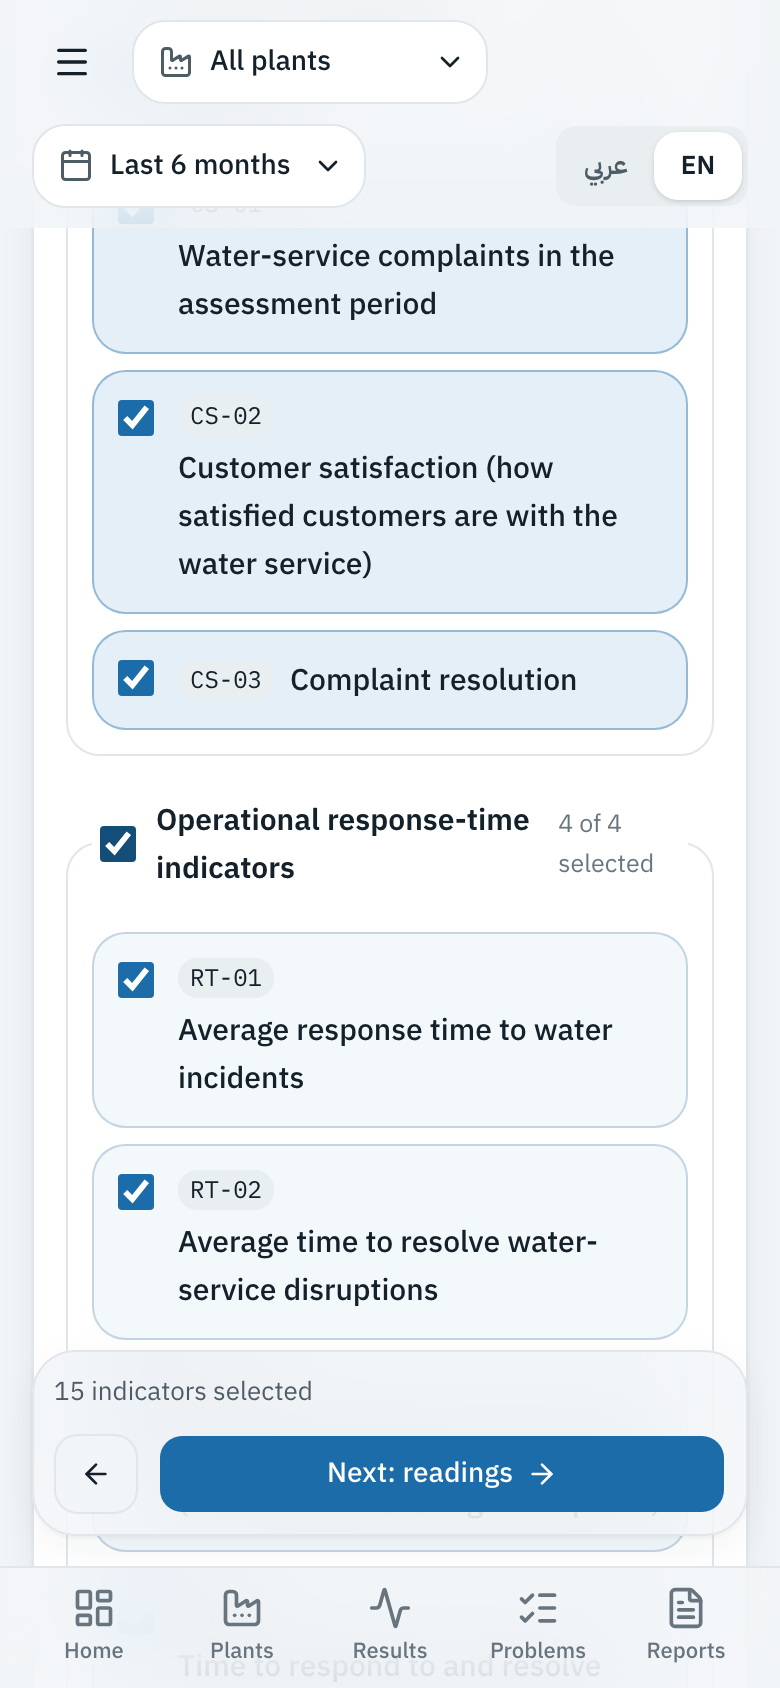 All plants
Last 6 months
عربي
EN
Water-service complaints in the
assessment period
CS-02
Customer satisfaction (how
satisfied customers are with the
water service)
CS-03 Complaint resolution
Operational response-time
indicators
4 of 4
selected
RT-01
Average response time to water
incidents
RT-02
Average time to resolve water-
service disruptions
15 indicators selected
Next: readings
Home
Plants
Results
Problems
Reports
Time to respond to and resolve